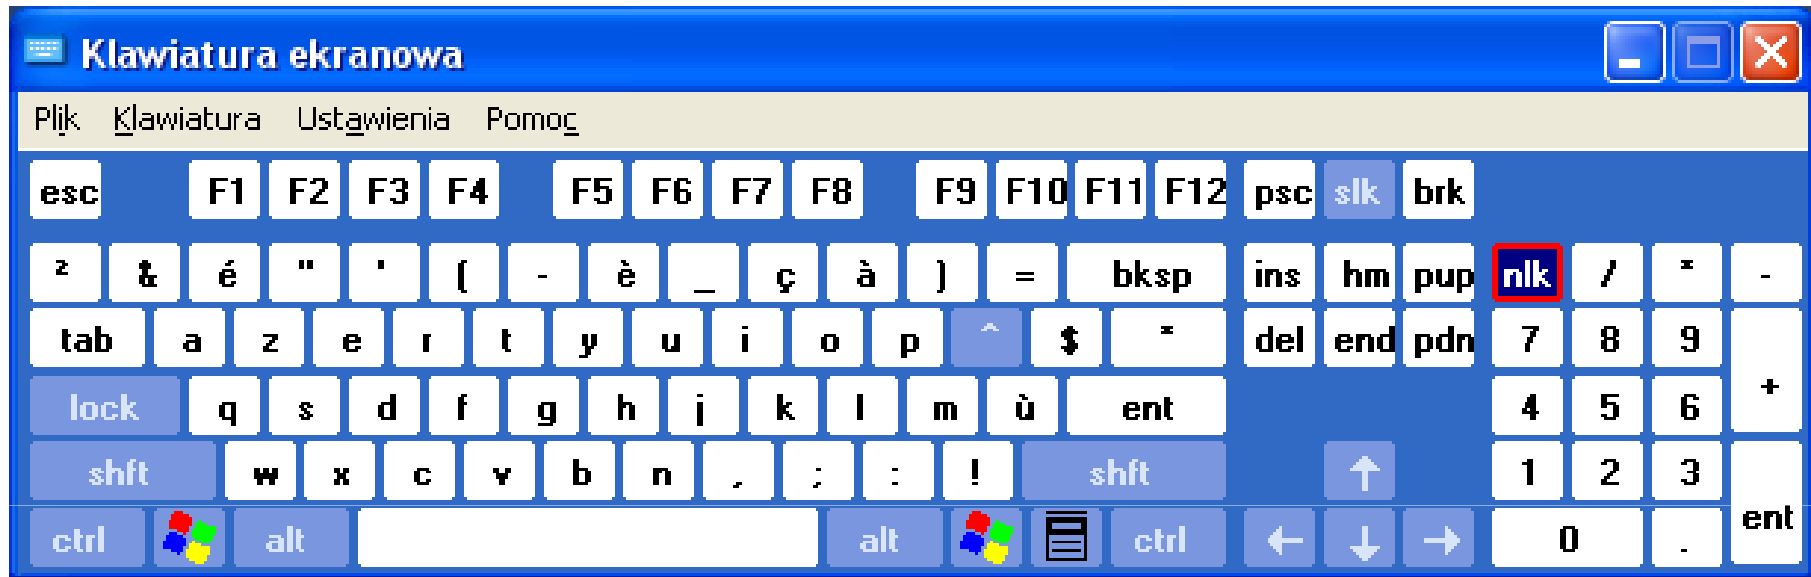 Klawiatura ekranowa
Plik Klawiatura Ustawienia Pomoc
esc F1 F2 F3 F4 F5 F6 F7 F8 F9 F10 F11 F12 psc slk brk
² & é " ' ( - è _ ç à ) = bksp ins hm pup nlk / * -
tab a z e r t y u i o p ^ $ * del end pdn 7 8 9 +
lock q s d f g h j k l m ù ent 4 5 6
shft w x c v b n , ; : ! shft ↑ 1 2 3 ent
ctrl alt alt ctrl ← ↓ → 0 .